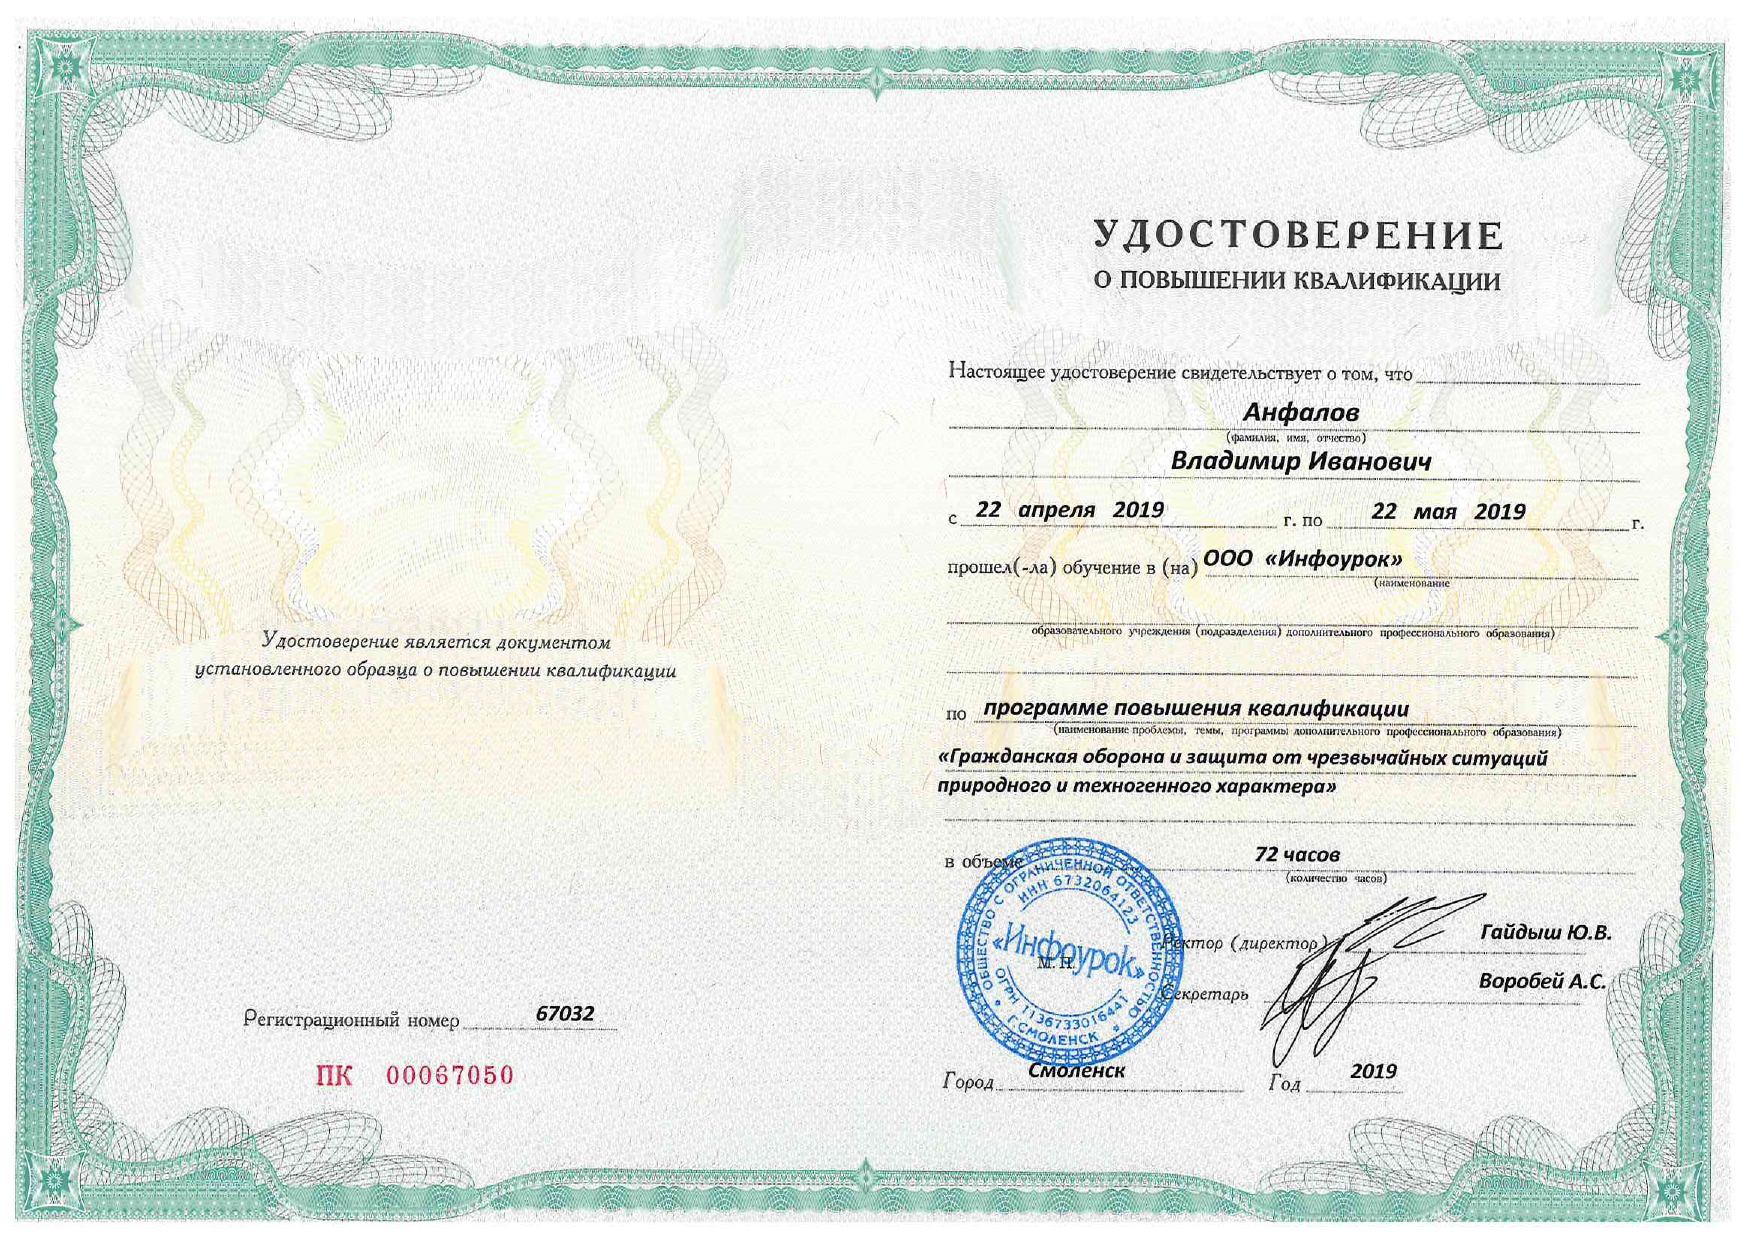 Удостоверение является документом
установленного образца о повышении квалификации
Регистрационный номер 67032
ПК 00067050
УДОСТОВЕРЕНИЕ
О ПОВЫШЕНИИ КВАЛИФИКАЦИИ
Настоящее удостоверение свидетельствует о том, что
Анфалов
(фамилия, имя, отчество)
Владимир Иванович
с 22 апреля 2019 г. по 22 мая 2019 г.
прошел(-ла) обучение в (на) ООО «Инфоурок»
(наименование
образовательного учреждения (подразделения) дополнительного профессионального образования)
по программе повышения квалификации
(наименование проблемы, темы, программы дополнительного профессионального образования)
«Гражданская оборона и защита от чрезвычайных ситуаций
природного и техногенного характера»
в объеме 72 часов
(количество часов)
ОБЩЕСТВО С ОГРАНИЧЕННОЙ ОТВЕТСТВЕННОСТЬЮ
ИНН 6732064123
«Инфоурок»
М. П.
ОГРН 1136733016441
Г.СМОЛЕНСК
Ректор (директор) Гайдыш Ю.В.
Секретарь Воробей А.С.
Город Смоленск Год 2019